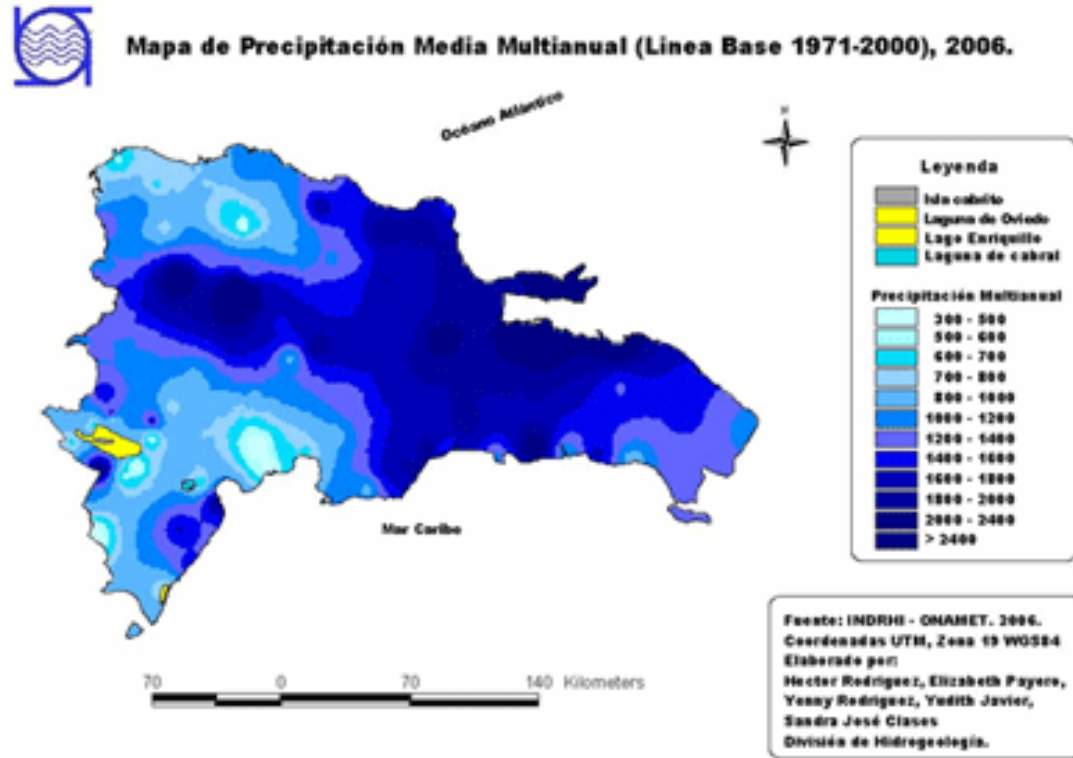 Mapa de Precipitación Media Multianual (Linea Base 1971-2000), 2006.
Océano Atlántico
N
Leyenda
Isla cabrito
Laguna de Oviedo
Lago Enriquillo
Laguna de cabral
Precipitación Multianual
300 - 500
500 - 600
600 - 700
700 - 800
800 - 1000
1000 - 1200
1200 - 1400
1400 - 1600
1600 - 1800
1800 - 2000
2000 - 2400
> 2400
Mar Caribe
70 0 70 140 Kilometers
Fuente: INDRHI - ONAMET. 2006.
Coordenadas UTM, Zona 19 WGS84
Elaborado por:
Hector Rodriguez, Elizabeth Payero,
Yenny Rodriguez, Yudith Javier,
Sandra José Clases
División de Hidrogeología.